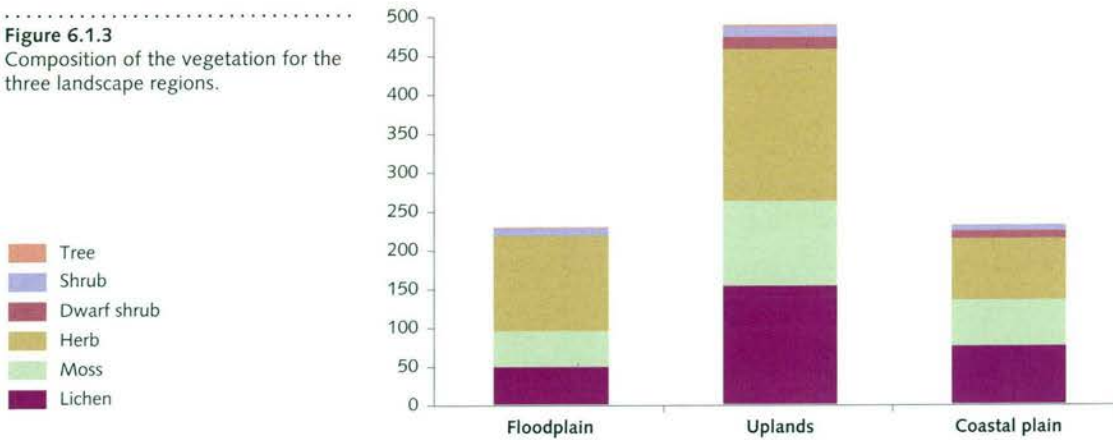 Figure 6.1.3
Composition of the vegetation for the
three landscape regions.
Tree
Shrub
Dwarf shrub
Herb
Moss
Lichen
500
450
400
350
300
250
200
150
100
50
0
Floodplain
Uplands
Coastal plain